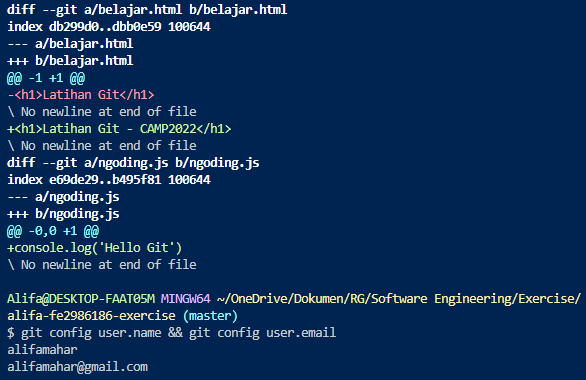 diff --git a/belajar.html b/belajar.html
index db299d0..dbb0e59 100644
--- a/belajar.html
+++ b/belajar.html
@@ -1 +1 @@
-<h1>Latihan Git</h1>
\ No newline at end of file
+<h1>Latihan Git - CAMP2022</h1>
\ No newline at end of file
diff --git a/ngoding.js b/ngoding.js
index e69de29..b495f81 100644
--- a/ngoding.js
+++ b/ngoding.js
@@ -0,0 +1 @@
+console.log('Hello Git')
\ No newline at end of file
Alifa@DESKTOP-FAAT05M MINGW64 ~/OneDrive/Dokumen/RG/Software Engineering/Exercise/
alifa-fe2986186-exercise (master)
$ git config user.name && git config user.email
alifamahar
alifamahar@gmail.com